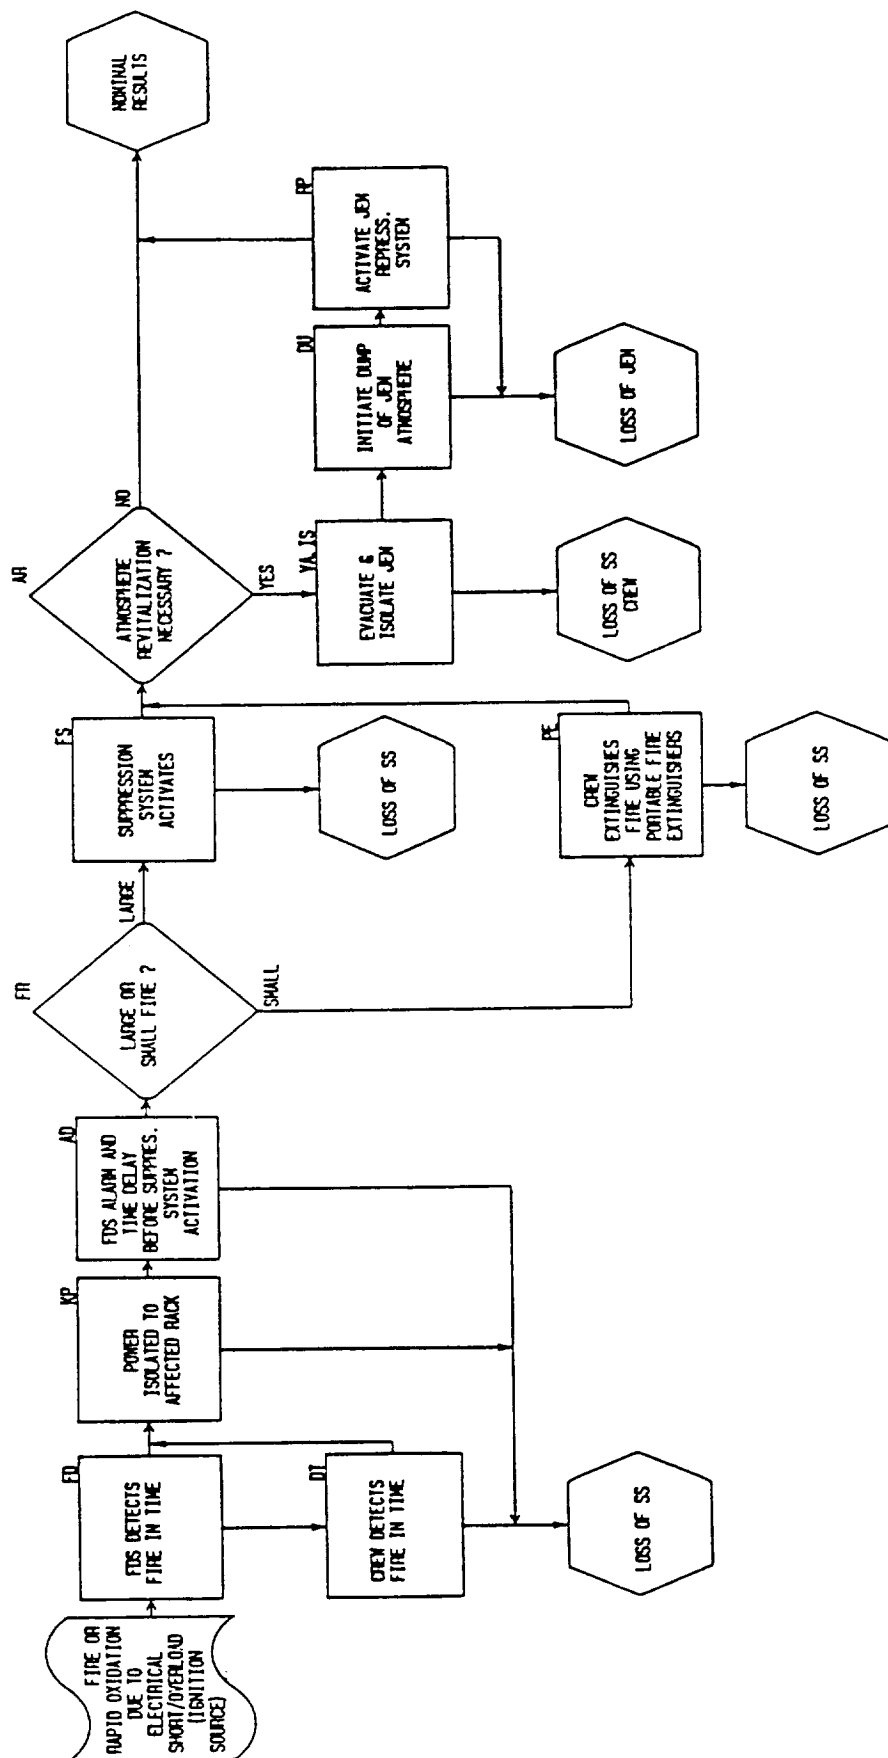 FIRE OR
RAPID OXIDATION
DUE TO
ELECTRICAL
SHORT/OVERLOAD
(IGNITION
SOURCE)
FD
FDS DETECTS
FIRE IN TIME
DT
CREW DETECTS
FIRE IN TIME
LOSS OF SS
KP
POWER
ISOLATED TO
AFFECTED RACK
AD
FDS ALARM AND
TIME DELAY
BEFORE SUPPRES.
SYSTEM
ACTIVATION
FR
LARGE OR
SMALL FIRE ?
LARGE
SMALL
FS
SUPPRESSION
SYSTEM
ACTIVATES
LOSS OF SS
PE
CREW
EXTINGUISHES
FIRE USING
PORTABLE FIRE
EXTINGUISHERS
LOSS OF SS
AR
ATMOSPHERE
REVITALIZATION
NECESSARY ?
NO
YES
VA,IS
EVACUATE &
ISOLATE JEM
LOSS OF SS
CREW
DU
INITIATE DUMP
OF JEM
ATMOSPHERE
RP
ACTIVATE JEM
REPRESS.
SYSTEM
LOSS OF JEM
NOMINAL
RESULTS